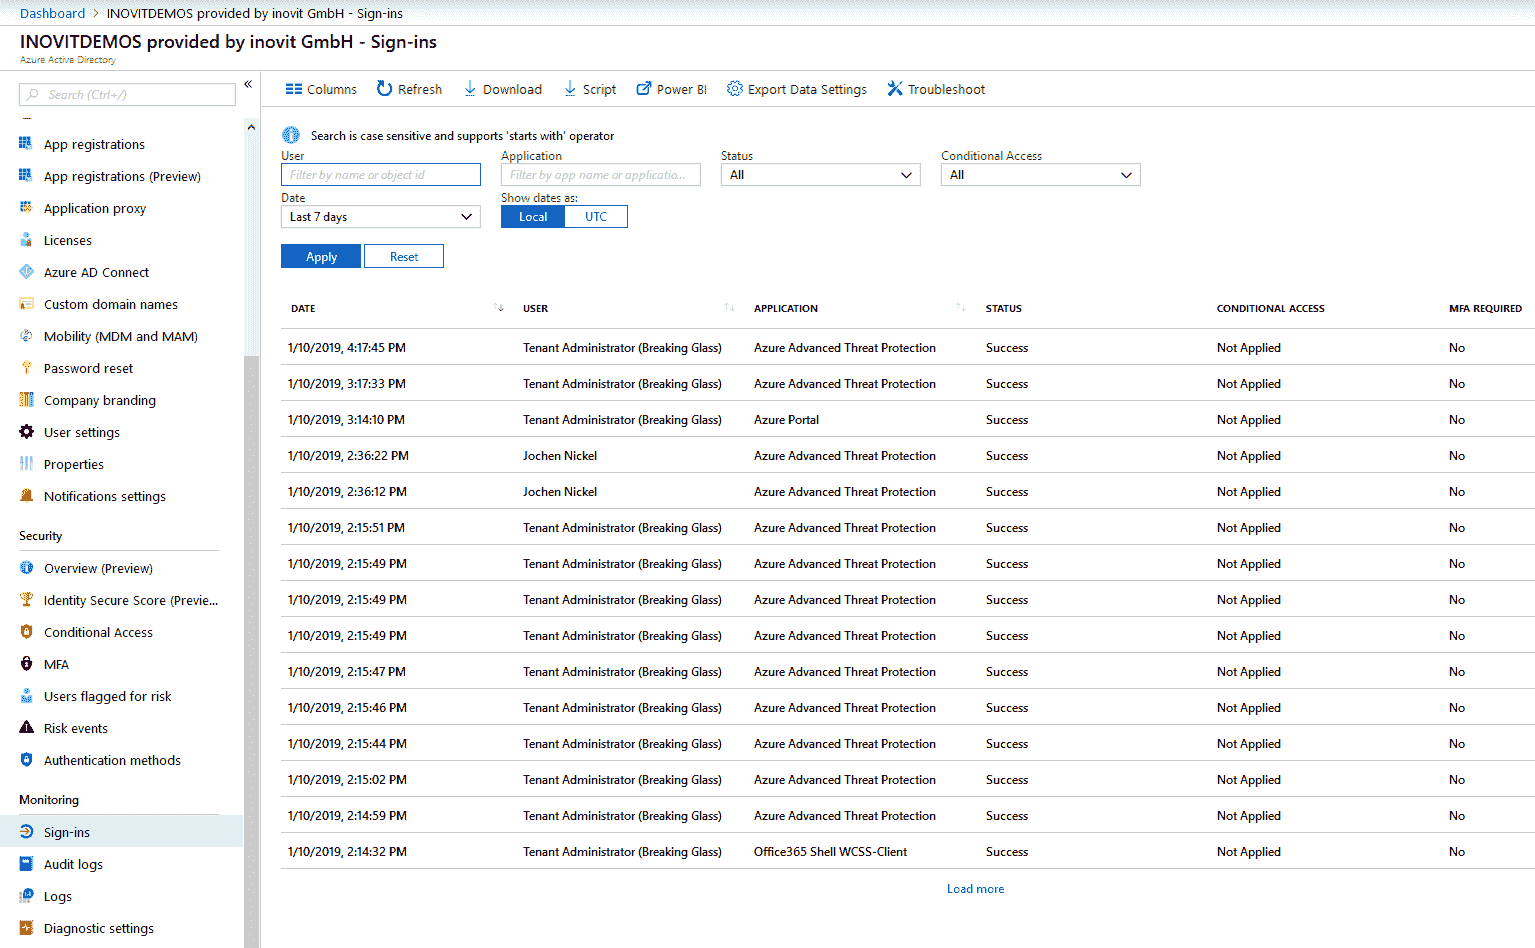 Dashboard > INOVITDEMOS provided by inovit GmbH - Sign-ins
INOVITDEMOS provided by inovit GmbH - Sign-ins
Azure Active Directory
Search (Ctrl+/)
«
App registrations
App registrations (Preview)
Application proxy
Licenses
Azure AD Connect
Custom domain names
Mobility (MDM and MAM)
Password reset
Company branding
User settings
Properties
Notifications settings
Security
Overview (Preview)
Identity Secure Score (Previe...
Conditional Access
MFA
Users flagged for risk
Risk events
Authentication methods
Monitoring
Sign-ins
Audit logs
Logs
Diagnostic settings
Columns Refresh Download Script Power BI Export Data Settings Troubleshoot
Search is case sensitive and supports 'starts with' operator
User Application Status Conditional Access
Filter by name or object id Filter by app name or applicatio... All All
Date Show dates as:
Last 7 days Local UTC
Apply Reset
DATE USER APPLICATION STATUS CONDITIONAL ACCESS MFA REQUIRED
1/10/2019, 4:17:45 PM Tenant Administrator (Breaking Glass) Azure Advanced Threat Protection Success Not Applied No
1/10/2019, 3:17:33 PM Tenant Administrator (Breaking Glass) Azure Advanced Threat Protection Success Not Applied No
1/10/2019, 3:14:10 PM Tenant Administrator (Breaking Glass) Azure Portal Success Not Applied No
1/10/2019, 2:36:22 PM Jochen Nickel Azure Advanced Threat Protection Success Not Applied No
1/10/2019, 2:36:12 PM Jochen Nickel Azure Advanced Threat Protection Success Not Applied No
1/10/2019, 2:15:51 PM Tenant Administrator (Breaking Glass) Azure Advanced Threat Protection Success Not Applied No
1/10/2019, 2:15:49 PM Tenant Administrator (Breaking Glass) Azure Advanced Threat Protection Success Not Applied No
1/10/2019, 2:15:49 PM Tenant Administrator (Breaking Glass) Azure Advanced Threat Protection Success Not Applied No
1/10/2019, 2:15:49 PM Tenant Administrator (Breaking Glass) Azure Advanced Threat Protection Success Not Applied No
1/10/2019, 2:15:47 PM Tenant Administrator (Breaking Glass) Azure Advanced Threat Protection Success Not Applied No
1/10/2019, 2:15:46 PM Tenant Administrator (Breaking Glass) Azure Advanced Threat Protection Success Not Applied No
1/10/2019, 2:15:44 PM Tenant Administrator (Breaking Glass) Azure Advanced Threat Protection Success Not Applied No
1/10/2019, 2:15:02 PM Tenant Administrator (Breaking Glass) Azure Advanced Threat Protection Success Not Applied No
1/10/2019, 2:14:59 PM Tenant Administrator (Breaking Glass) Azure Advanced Threat Protection Success Not Applied No
1/10/2019, 2:14:32 PM Tenant Administrator (Breaking Glass) Office365 Shell WCSS-Client Success Not Applied No
Load more